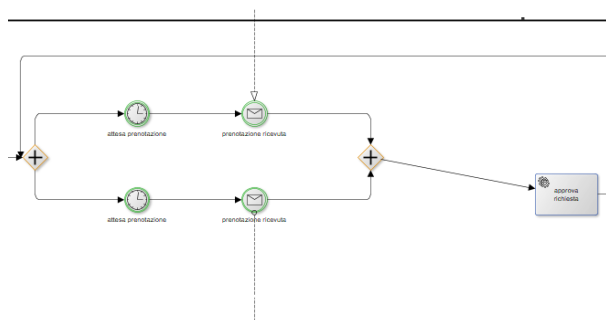 attesa prenotazione
prenotazione ricevuta
attesa prenotazione
prenotazione ricevuta
approva
richiesta